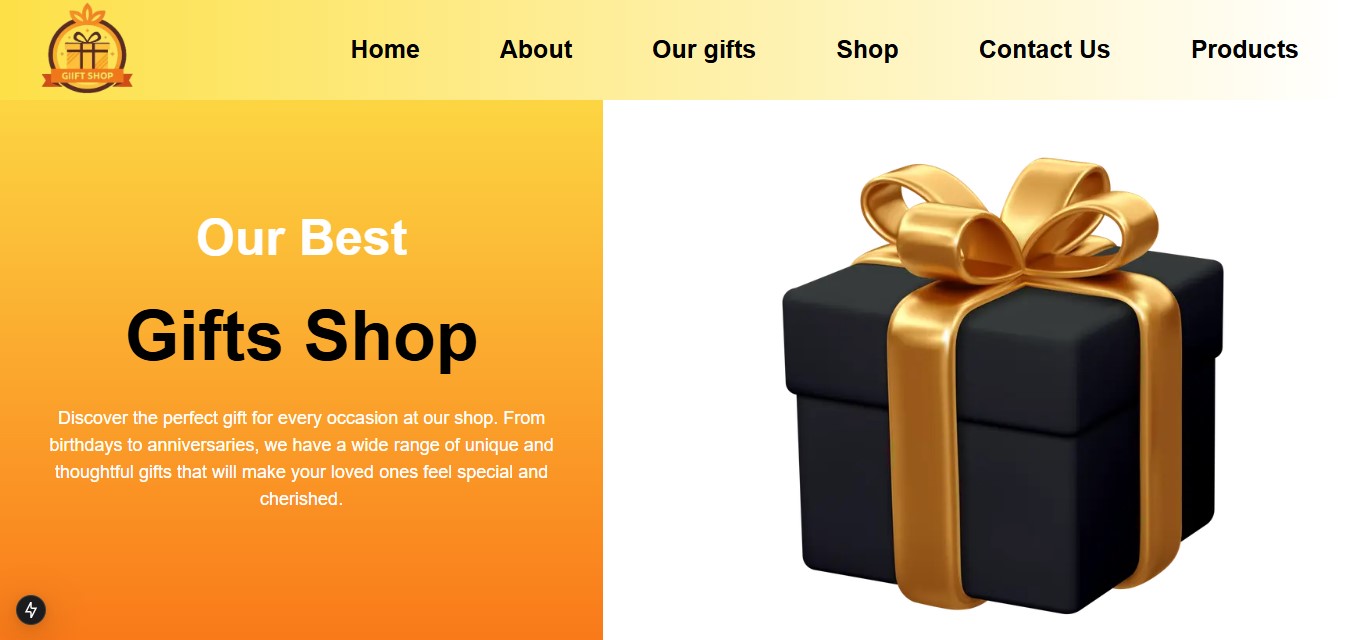 GIIFT SHOP
Home About Our gifts Shop Contact Us Products
Our Best
Gifts Shop
Discover the perfect gift for every occasion at our shop. From
birthdays to anniversaries, we have a wide range of unique and
thoughtful gifts that will make your loved ones feel special and
cherished.